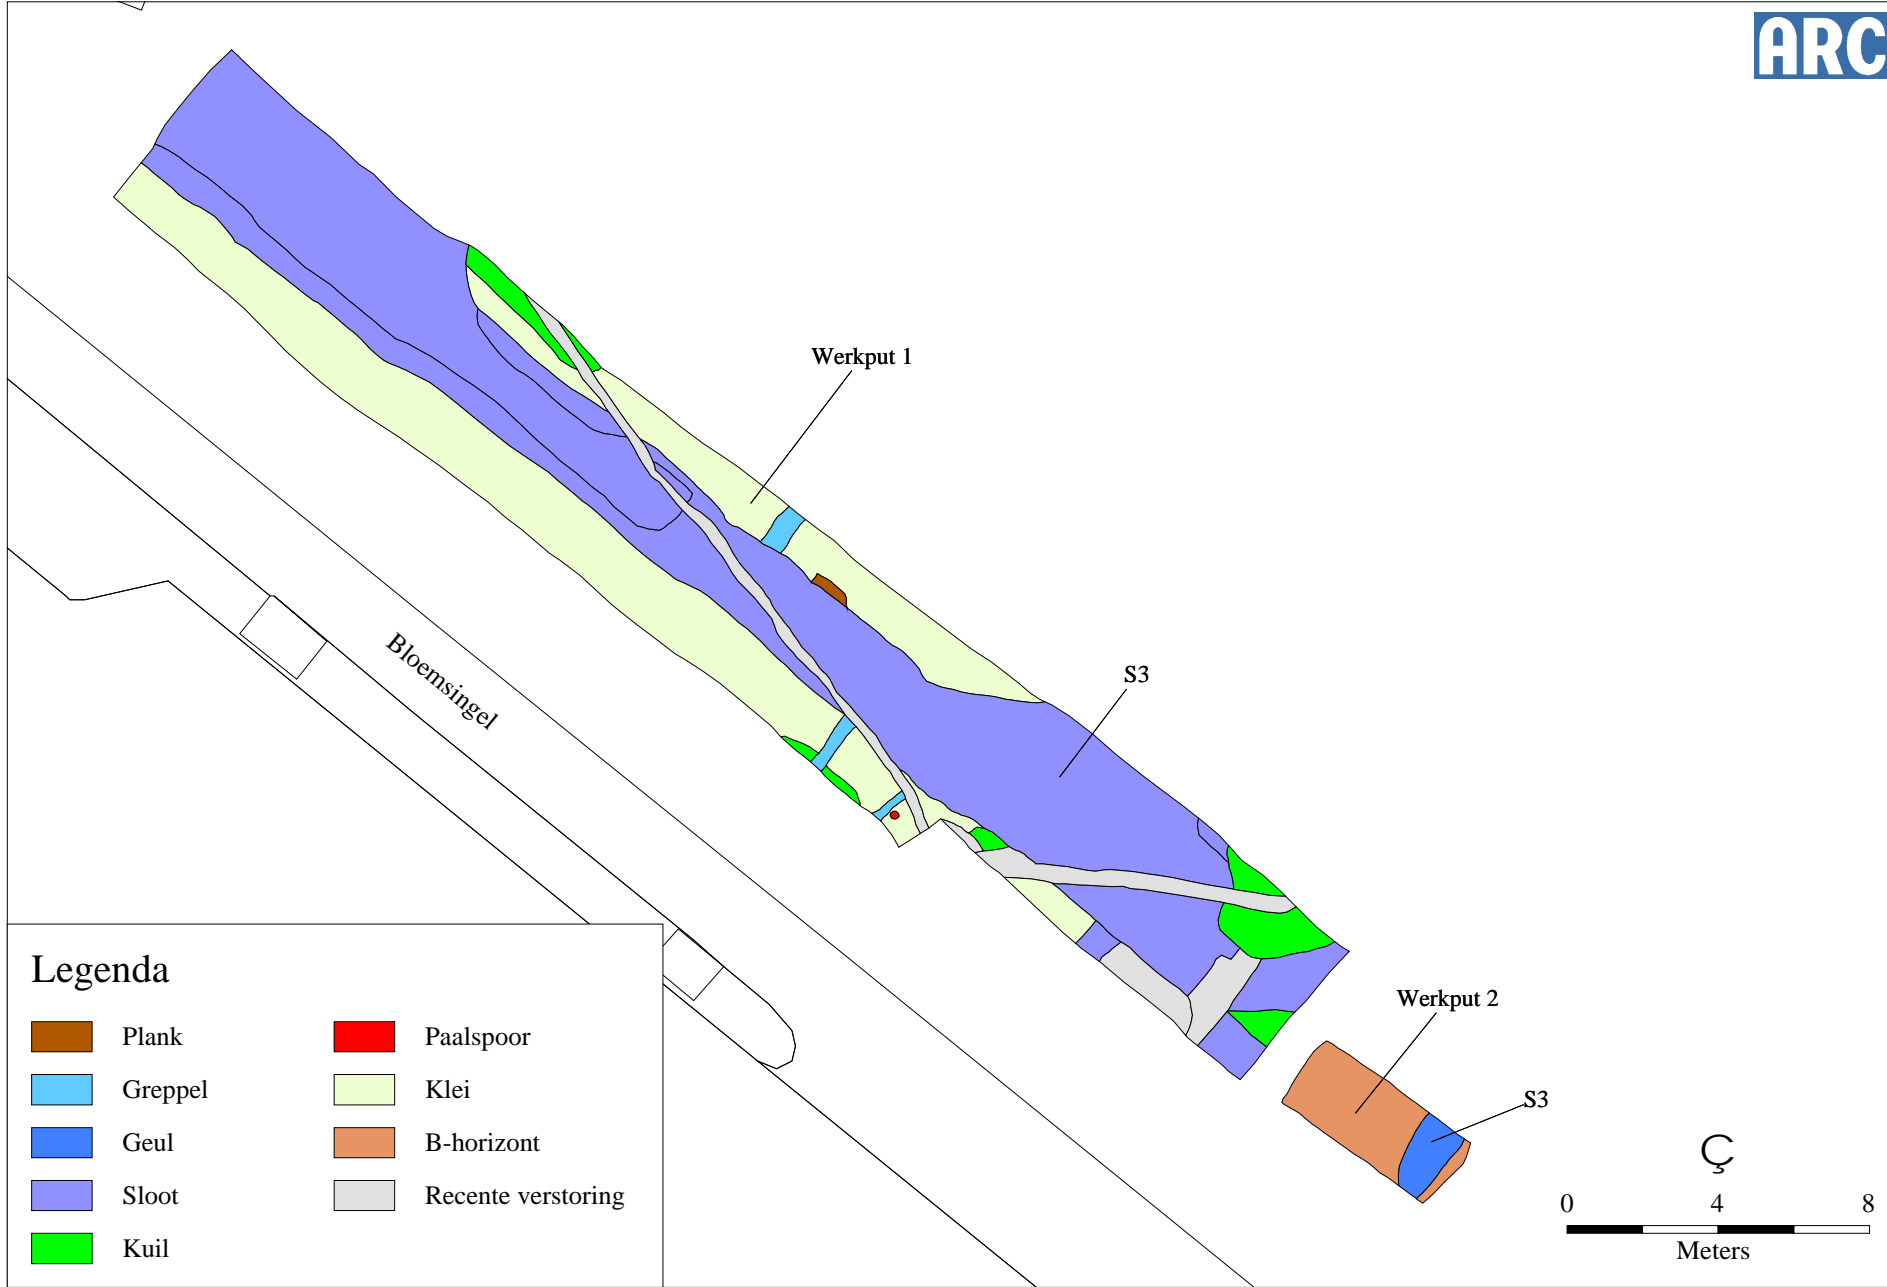 ARC
Werkput 1
S3
Bloemsingel
Werkput 2
S3
Legenda
Plank
Greppel
Geul
Sloot
Kuil
Paalspoor
Klei
B-horizont
Recente verstoring
Ç
0 4 8
Meters